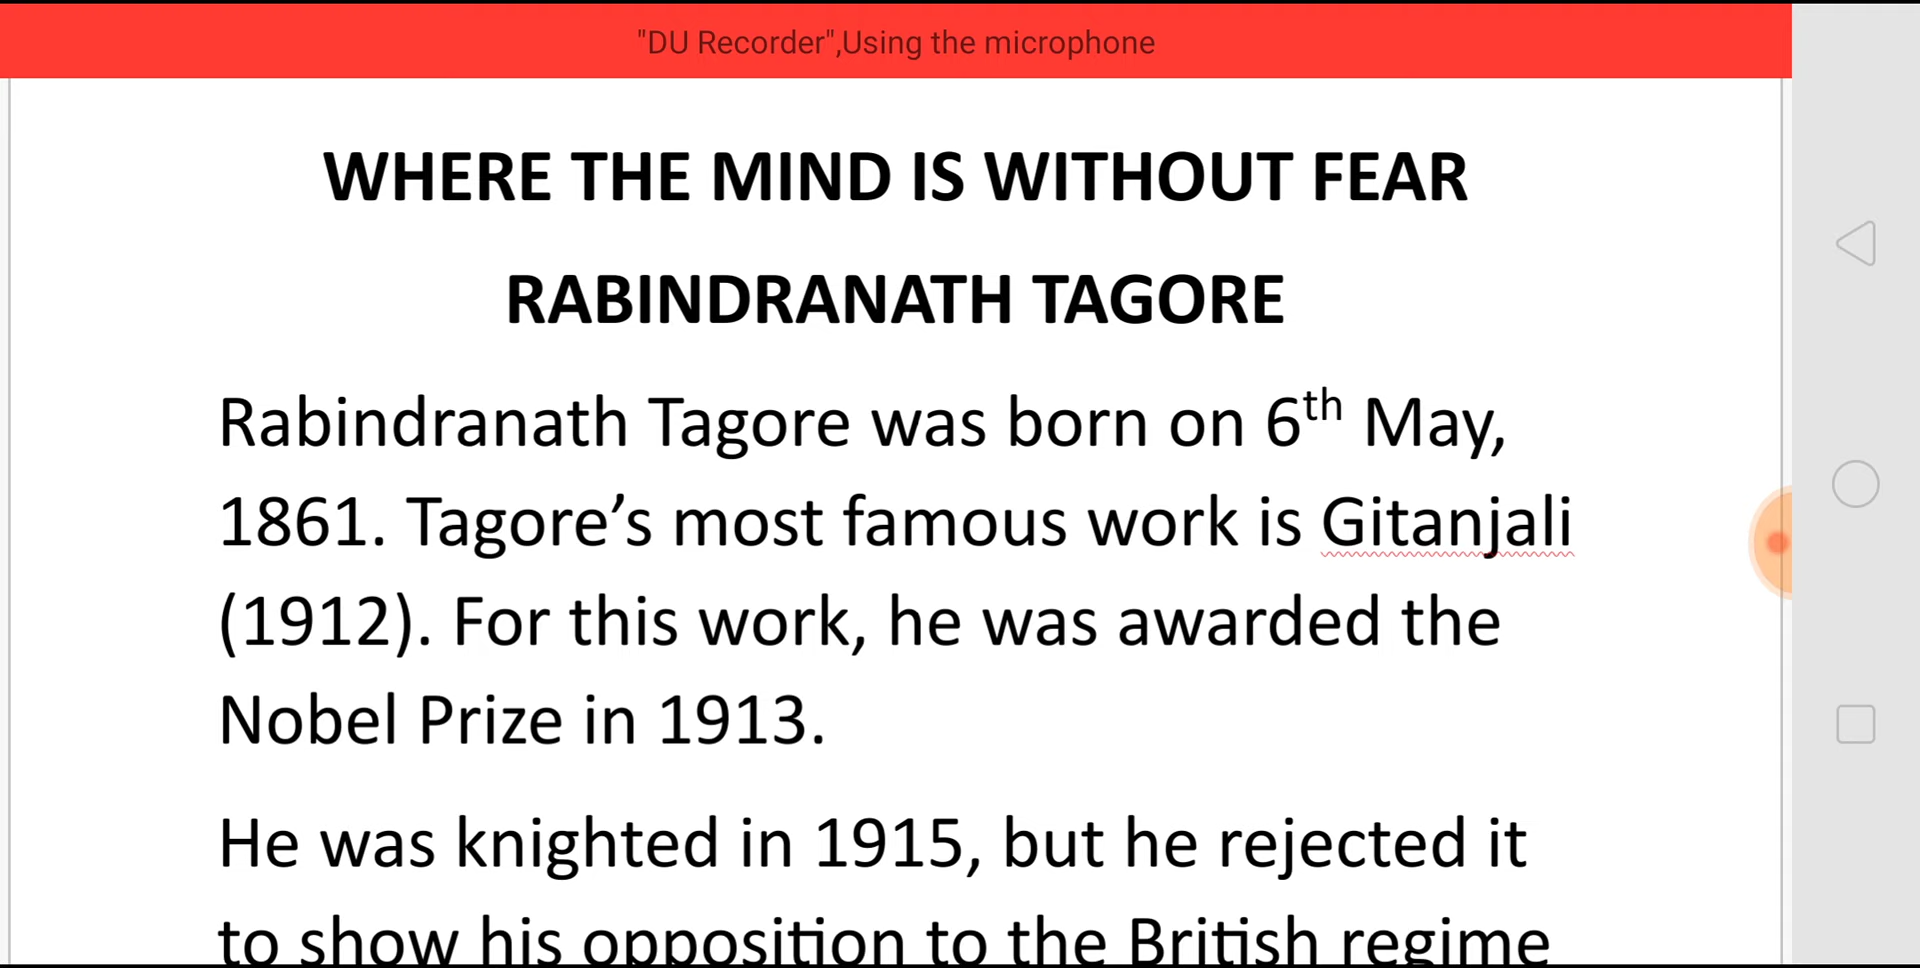 "DU Recorder",Using the microphone
WHERE THE MIND IS WITHOUT FEAR
RABINDRANATH TAGORE
Rabindranath Tagore was born on 6th May,
1861. Tagore’s most famous work is Gitanjali
(1912). For this work, he was awarded the
Nobel Prize in 1913.
He was knighted in 1915, but he rejected it
to show his opposition to the British regime